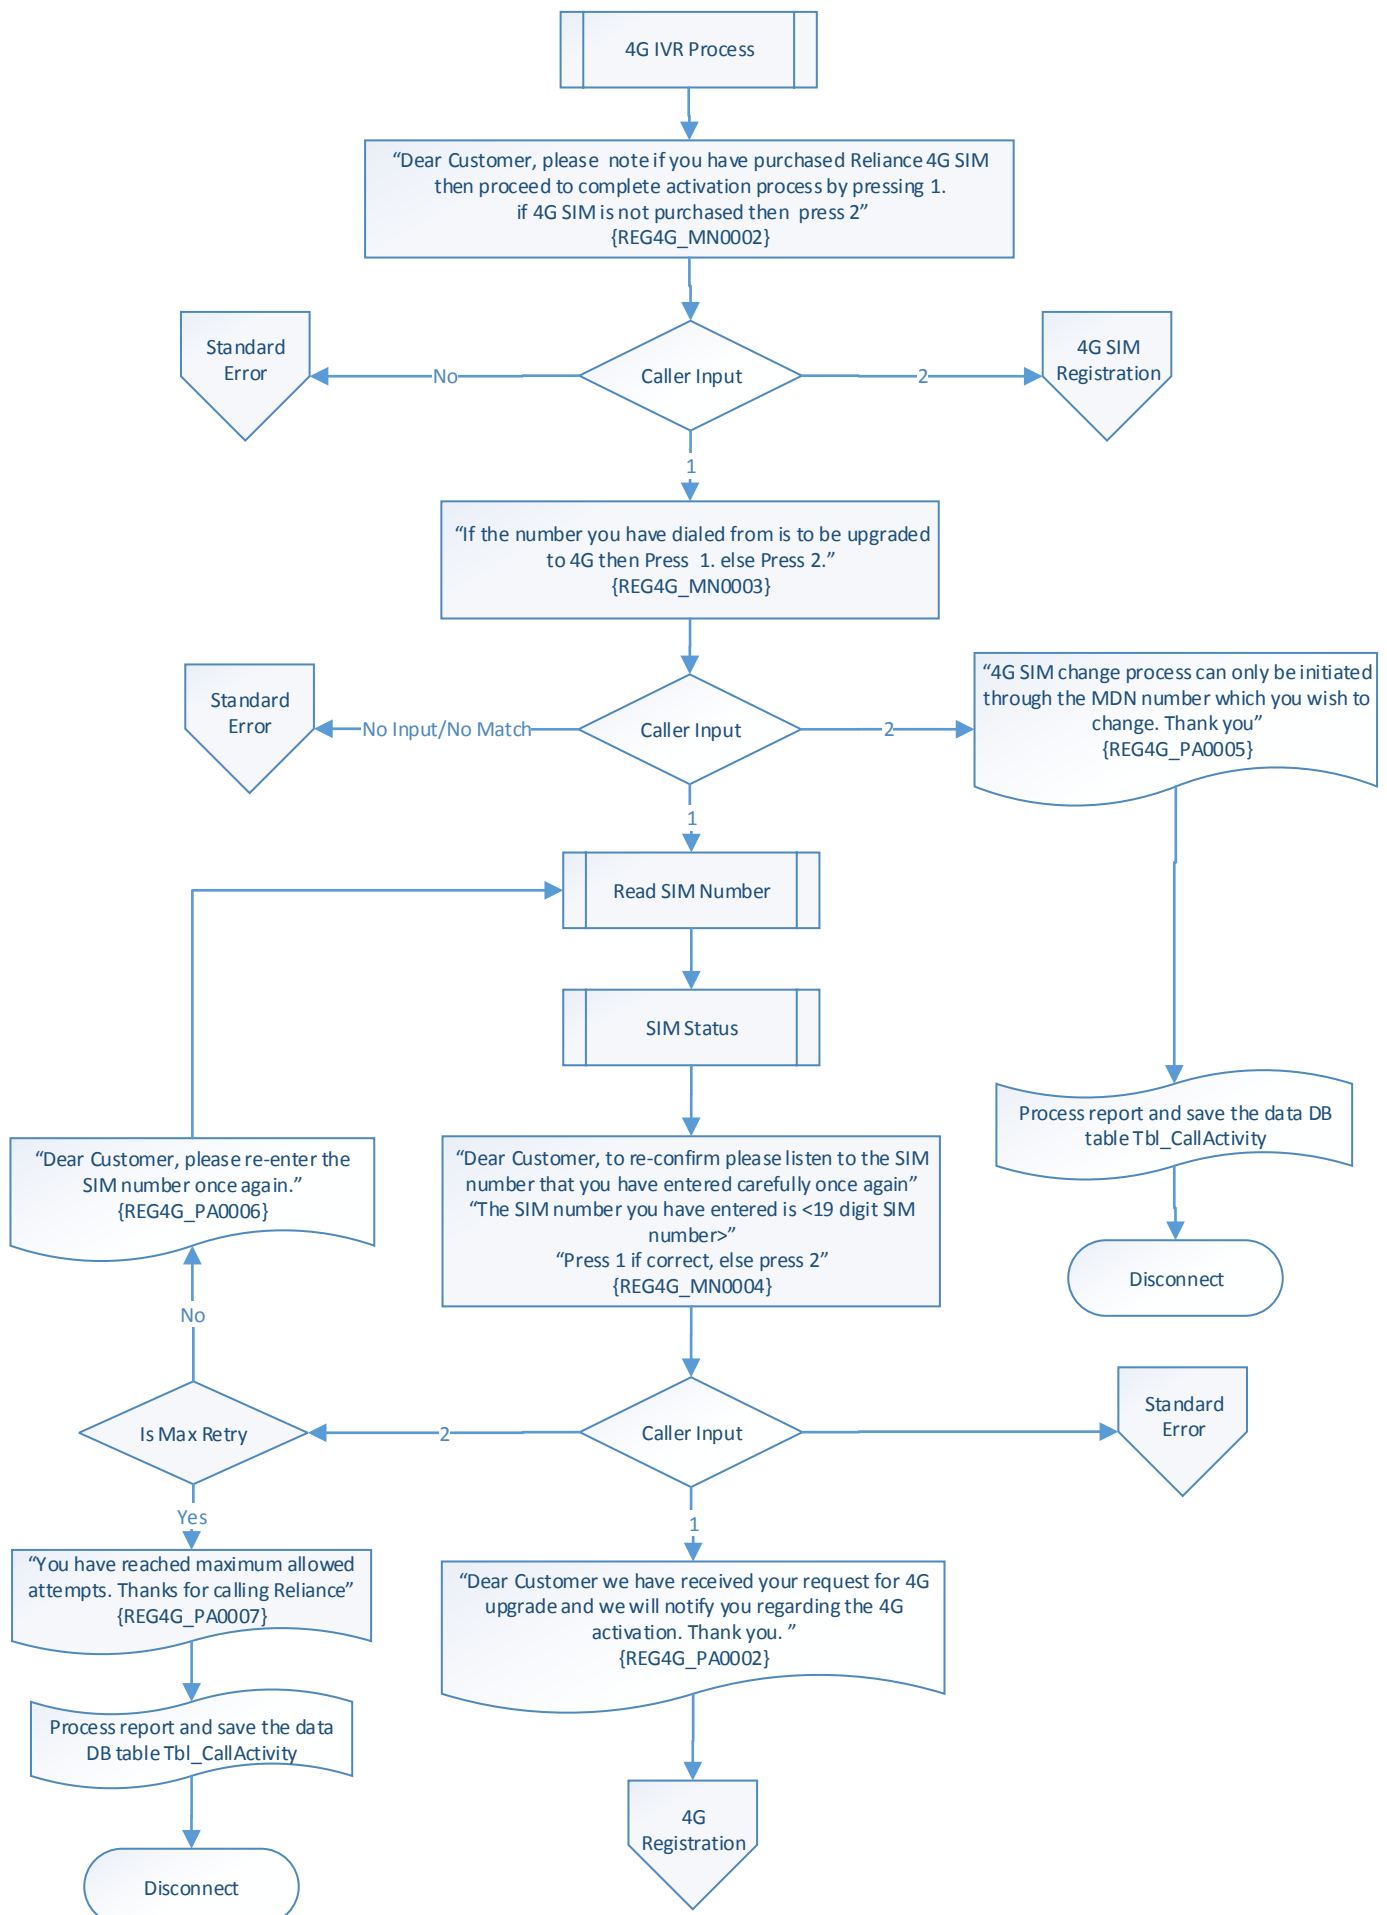 4G IVR Process
“Dear Customer, please note if you have purchased Reliance 4G SIM
then proceed to complete activation process by pressing 1.
if 4G SIM is not purchased then press 2”
{REG4G_MN0002}
Standard
Error
No
Caller Input
2
4G SIM
Registration
1
“If the number you have dialed from is to be upgraded
to 4G then Press 1. else Press 2.”
{REG4G_MN0003}
Standard
Error
No Input/No Match
Caller Input
2
“4G SIM change process can only be initiated
through the MDN number which you wish to
change. Thank you”
{REG4G_PA0005}
1
Read SIM Number
SIM Status
Process report and save the data DB
table Tbl_CallActivity
“Dear Customer, please re-enter the
SIM number once again.”
{REG4G_PA0006}
“Dear Customer, to re-confirm please listen to the SIM
number that you have entered carefully once again”
“The SIM number you have entered is <19 digit SIM
number>”
“Press 1 if correct, else press 2”
{REG4G_MN0004}
Disconnect
No
Is Max Retry
2
Caller Input
Standard
Error
Yes
1
“You have reached maximum allowed
attempts. Thanks for calling Reliance”
{REG4G_PA0007}
“Dear Customer we have received your request for 4G
upgrade and we will notify you regarding the 4G
activation. Thank you. ”
{REG4G_PA0002}
Process report and save the data
DB table Tbl_CallActivity
4G
Registration
Disconnect